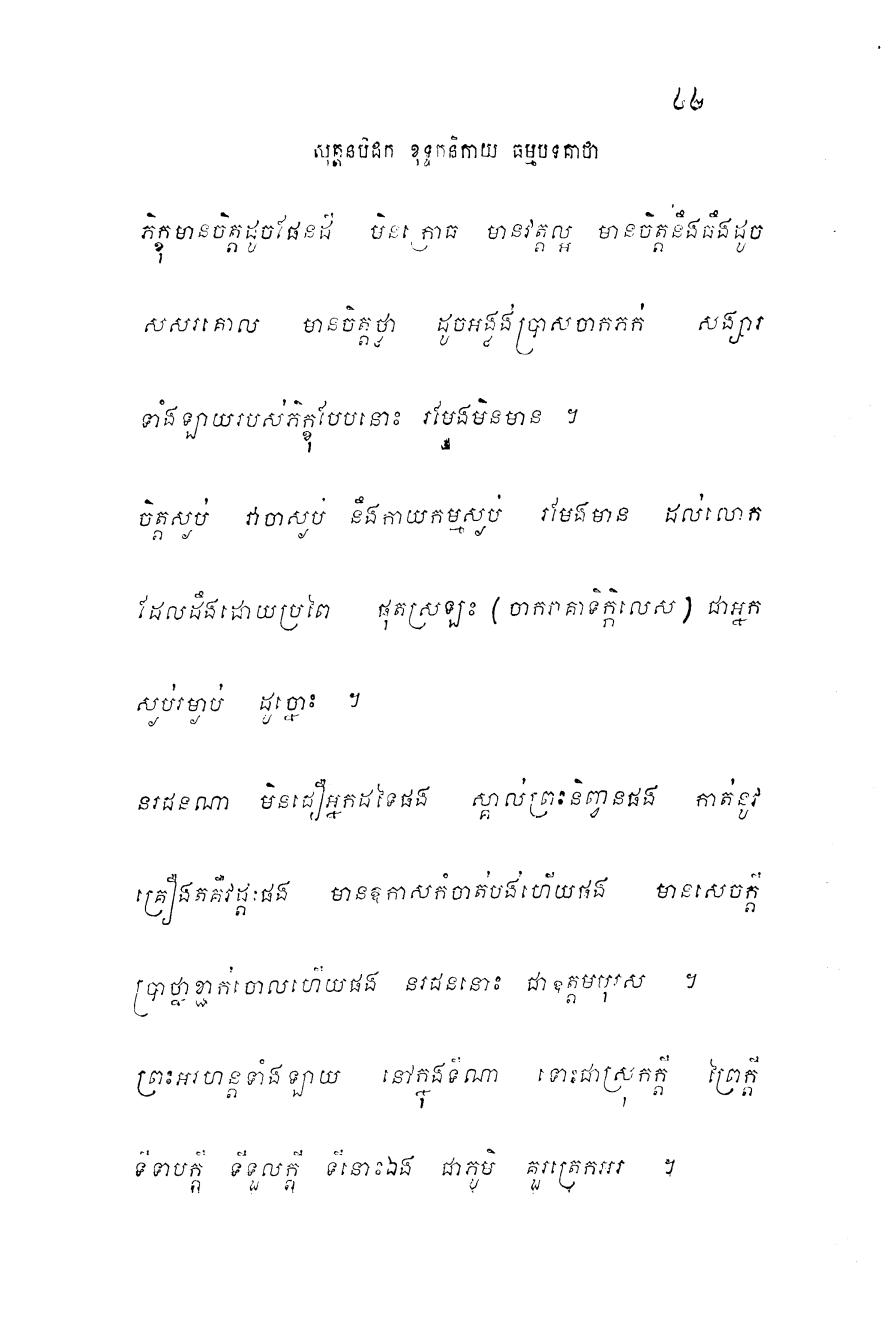 ៤២
សុត្តន្តបិដក ខុទ្ទកនិកាយ ធម្មបទគាថា
ភិក្ខុមានចិត្តដូចផែនដី មិនក្រោធ មានវត្តល្អ មានចិត្តនឹងធឹងដូច
សសរគោល មានចិត្តថ្លា ដូចអន្លង់ប្រាសចាកភក់ សង្សារ
ទាំងឡាយរបស់ភិក្ខុបែបនោះ រមែងមិនមាន ។
ចិត្តស្ងប់ វាចាស្ងប់ នឹងកាយកម្មស្ងប់ រមែងមាន ដល់លោក
ដែលដឹងដោយប្រពៃ ផុតស្រឡះ (ចាករាគាទិក្កិលេស) ជាអ្នក
ស្ងប់រម្ងាប់ ដូច្នោះ ។
នរជនណា មិនជឿអ្នកដទៃផង ស្គាល់ព្រះនិព្វានផង កាត់នូវ
គ្រឿងតគឺវដ្តៈផង មានឱកាសកំចាត់បង់ហើយផង មានសេចក្តី
ប្រាថ្នាខ្ជាក់ចោលហើយផង នរជននោះ ជាឧត្តមបុរស ។
ព្រះអរហន្តទាំងឡាយ នៅក្នុងទីណា ទោះជាស្រុកក្តី ព្រៃក្តី
ទីទាបក្តី ទីទួលក្តី ទីនោះឯង ជាភូមិ គួរត្រេកអរ ។